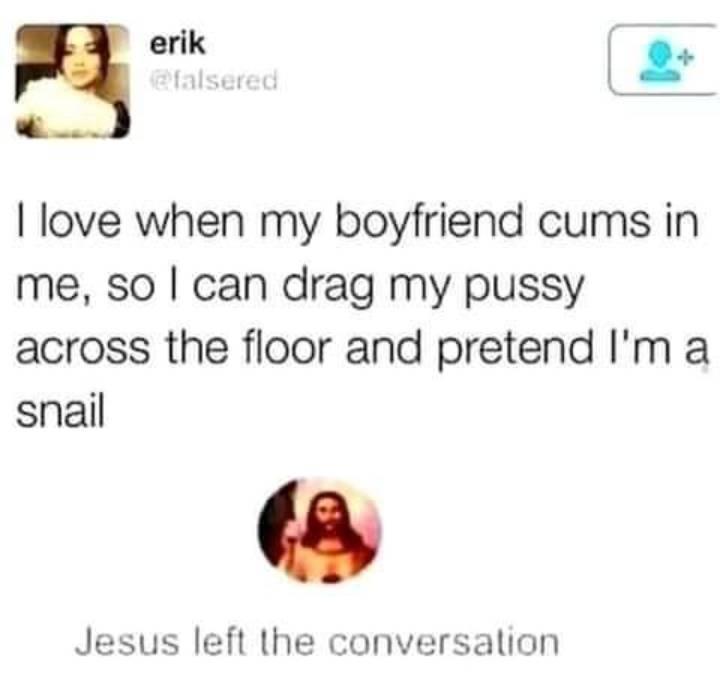 erik
@falsered
I love when my boyfriend cums in
me, so I can drag my pussy
across the floor and pretend I'm a
snail
Jesus left the conversation